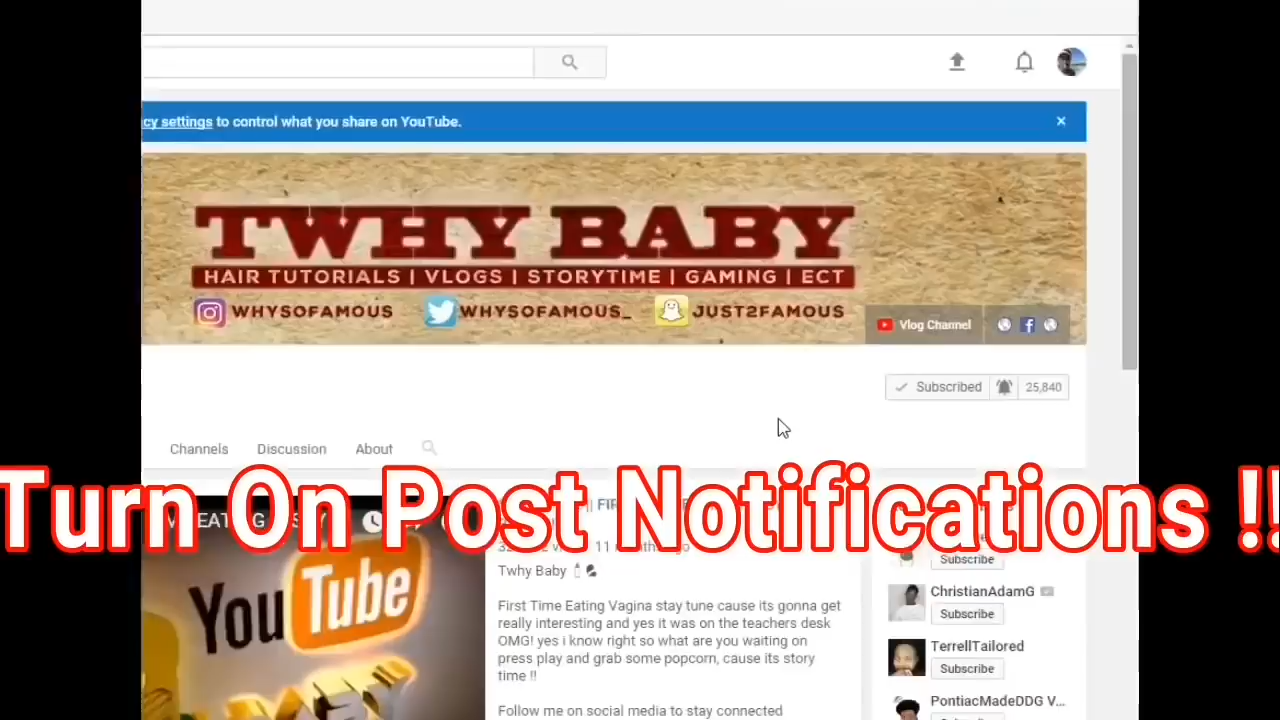 cy settings to control what you share on YouTube.
TWHY BABY
HAIR TUTORIALS | VLOGS | STORYTIME | GAMING | ECT
WHYSOFAMOUS
WHYSOFAMOUS_
JUST2FAMOUS
Vlog Channel
Subscribed
25,840
Channels
Discussion
About
Turn On Post Notifications !!
Twhy Baby
First Time Eating Vagina stay tune cause its gonna get
really interesting and yes it was on the teachers desk
OMG! yes i know right so what are you waiting on
press play and grab some popcorn, cause its story
time !!
Follow me on social media to stay connected
You Tube
Subscribe
ChristianAdamG
Subscribe
TerrellTailored
Subscribe
PontiacMadeDDG V...